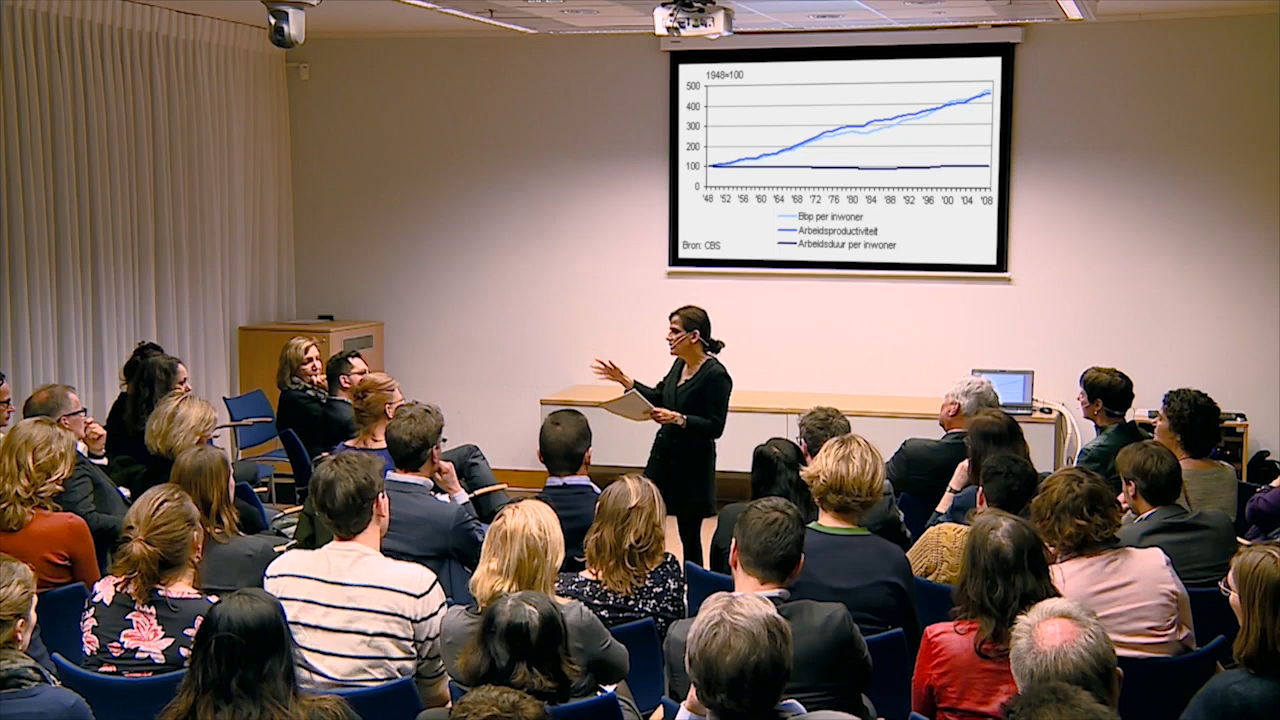 1948=100
500
400
300
200
100
0
'48 '52 '56 '60 '64 '68 '72 '76 '80 '84 '88 '92 '96 '00 '04 '08
Bbp per inwoner
Arbeidsproductiviteit
Arbeidsduur per inwoner
Bron: CBS